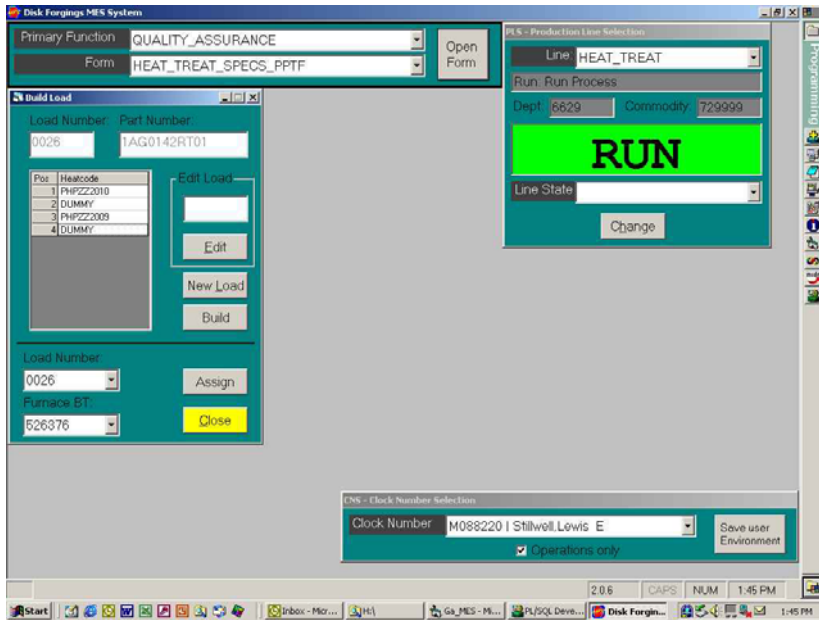 Disk Forgings MES System
Primary Function QUALITY_ASSURANCE
Form HEAT_TREAT_SPECS_PPTF
Open Form
PLS - Production Line Selection
Line: HEAT_TREAT
Run: Run Process
Dept: 6629 Commodity: 729999
RUN
Line State
Change
Build Load
Load Number: Part Number:
0026 1AG0142RT01
Pos Heatcode
1 PHPZZ2010
2 DUMMY
3 PHPZZ2009
4 DUMMY
Edit Load
Edit
New Load
Build
Load Number:
0026
Assign
Furnace BT:
526376
Close
CNS - Clock Number Selection
Clock Number M088220 | Stillwell,Lewis E
Operations only
Save user Environment
Programming
2.0.6 CAPS NUM 1:45 PM
Start Inbox - Mcr... H:\ Ga_MES - Mi... PL/SQL Deve... Disk Forgin... 1:45 PM